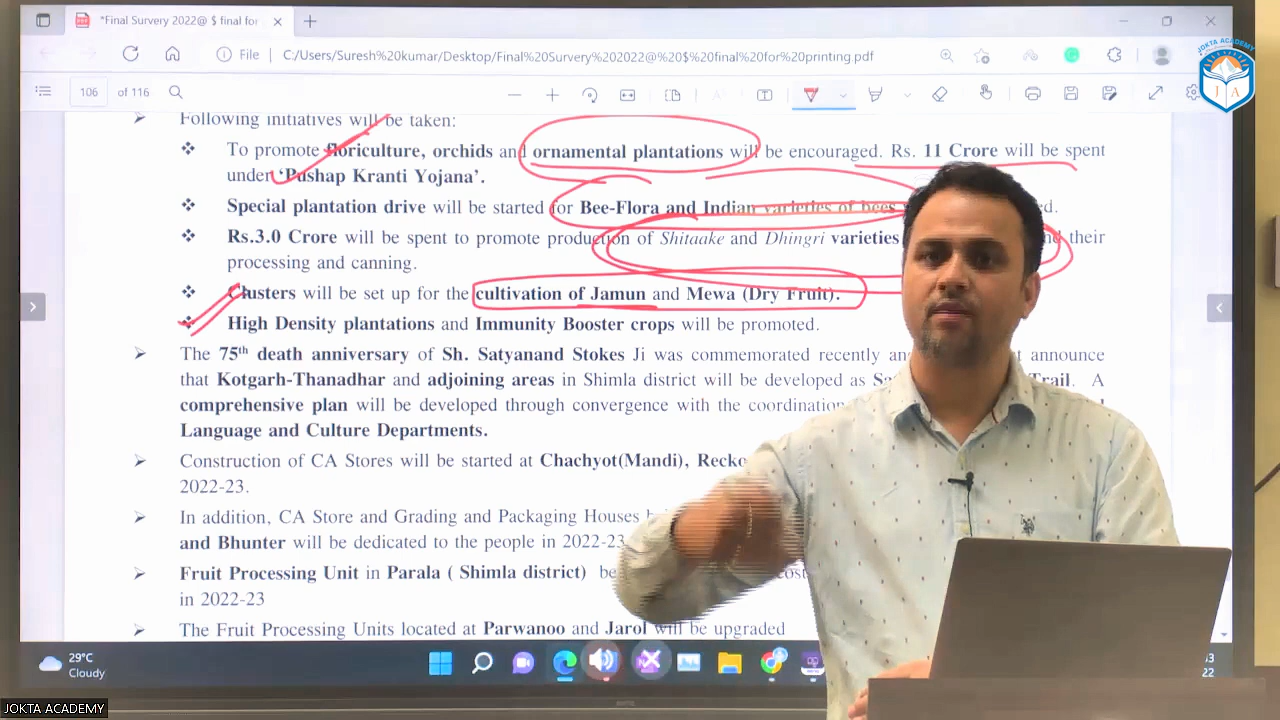 *Final Survery 2022@ $ final for
File C:/Users/Suresh%20kumar/Desktop/Final%20Survery%202022@%20$%20final%20for%20printing.pdf
JOKTA ACADEMY
J A
106 of 116
Following initiatives will be taken:
To promote floriculture, orchids and ornamental plantations will be encouraged. Rs. 11 Crore will be spent
under 'Pushap Kranti Yojana'.
Special plantation drive will be started for Bee-Flora and Indian varieties of bees
Rs.3.0 Crore will be spent to promote production of Shitaake and Dhingri varieties their
processing and canning.
Clusters will be set up for the cultivation of Jamun and Mewa (Dry Fruit).
High Density plantations and Immunity Booster crops will be promoted.
The 75th death anniversary of Sh. Satyanand Stokes Ji was commemorated recently announce
that Kotgarh-Thanadhar and adjoining areas in Shimla district will be developed as Trail. A
comprehensive plan will be developed through convergence with the coordination
Language and Culture Departments.
Construction of CA Stores will be started at Chachyot(Mandi),
2022-23.
In addition, CA Store and Grading and Packaging Houses
and Bhunter will be dedicated to the people in 2022-23
Fruit Processing Unit in Parala ( Shimla district)
in 2022-23
The Fruit Processing Units located at Parwanoo and Jarol will be upgraded
29°C
Cloudy
JOKTA ACADEMY